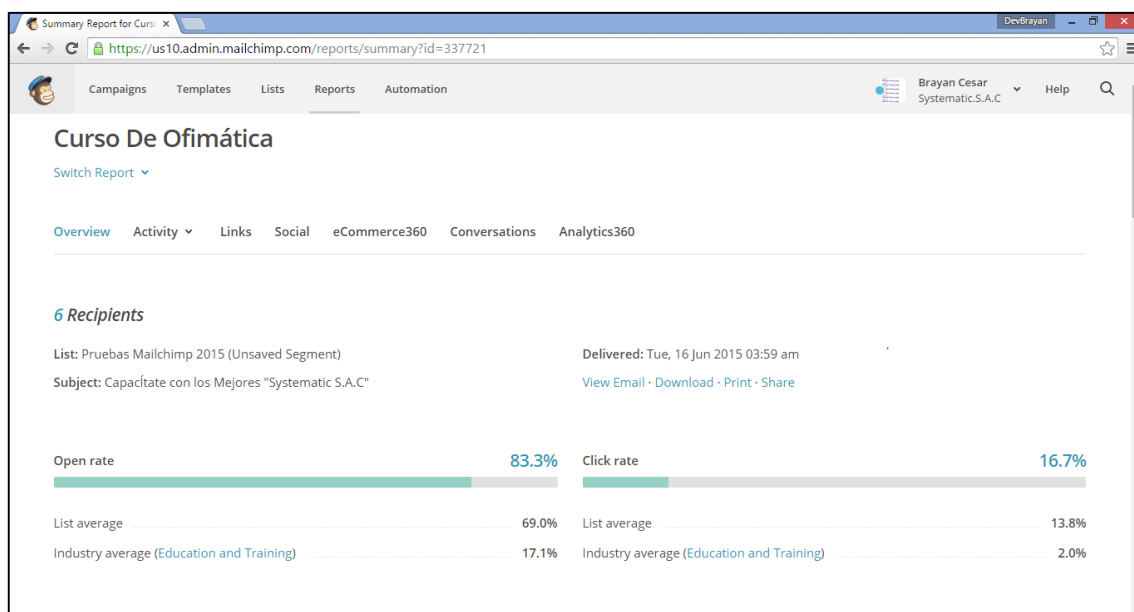 Summary Report for Curs
DevBrayan
https://us10.admin.mailchimp.com/reports/summary?id=337721
Campaigns Templates Lists Reports Automation Brayan Cesar Help
Systematic.S.A.C
Curso De Ofimática
Switch Report
Overview Activity Links Social eCommerce360 Conversations Analytics360
6 Recipients
List: Pruebas Mailchimp 2015 (Unsaved Segment) Delivered: Tue, 16 Jun 2015 03:59 am
Subject: CapacÍtate con los Mejores "Systematic S.A.C" View Email · Download · Print · Share
Open rate 83.3% Click rate 16.7%
List average 69.0% List average 13.8%
Industry average (Education and Training) 17.1% Industry average (Education and Training) 2.0%